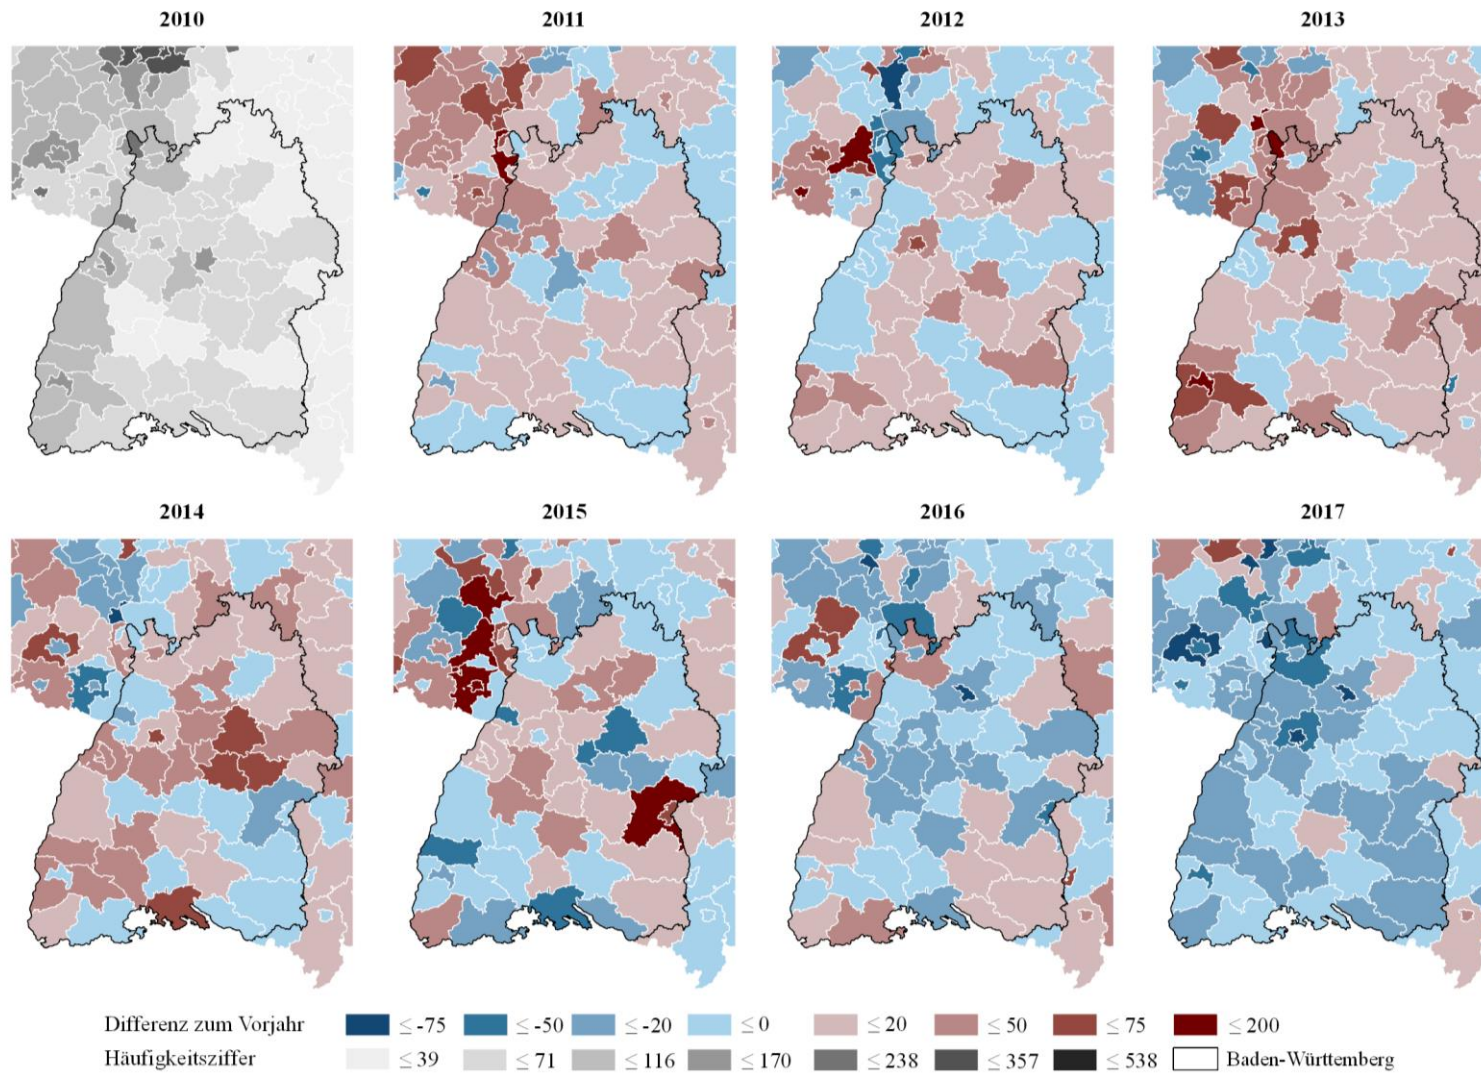 2010 2011 2012 2013
2014 2015 2016 2017
Differenz zum Vorjahr ≤ -75 ≤ -50 ≤ -20 ≤ 0 ≤ 20 ≤ 50 ≤ 75 ≤ 200
Häufigkeitsziffer ≤ 39 ≤ 71 ≤ 116 ≤ 170 ≤ 238 ≤ 357 ≤ 538 Baden-Württemberg